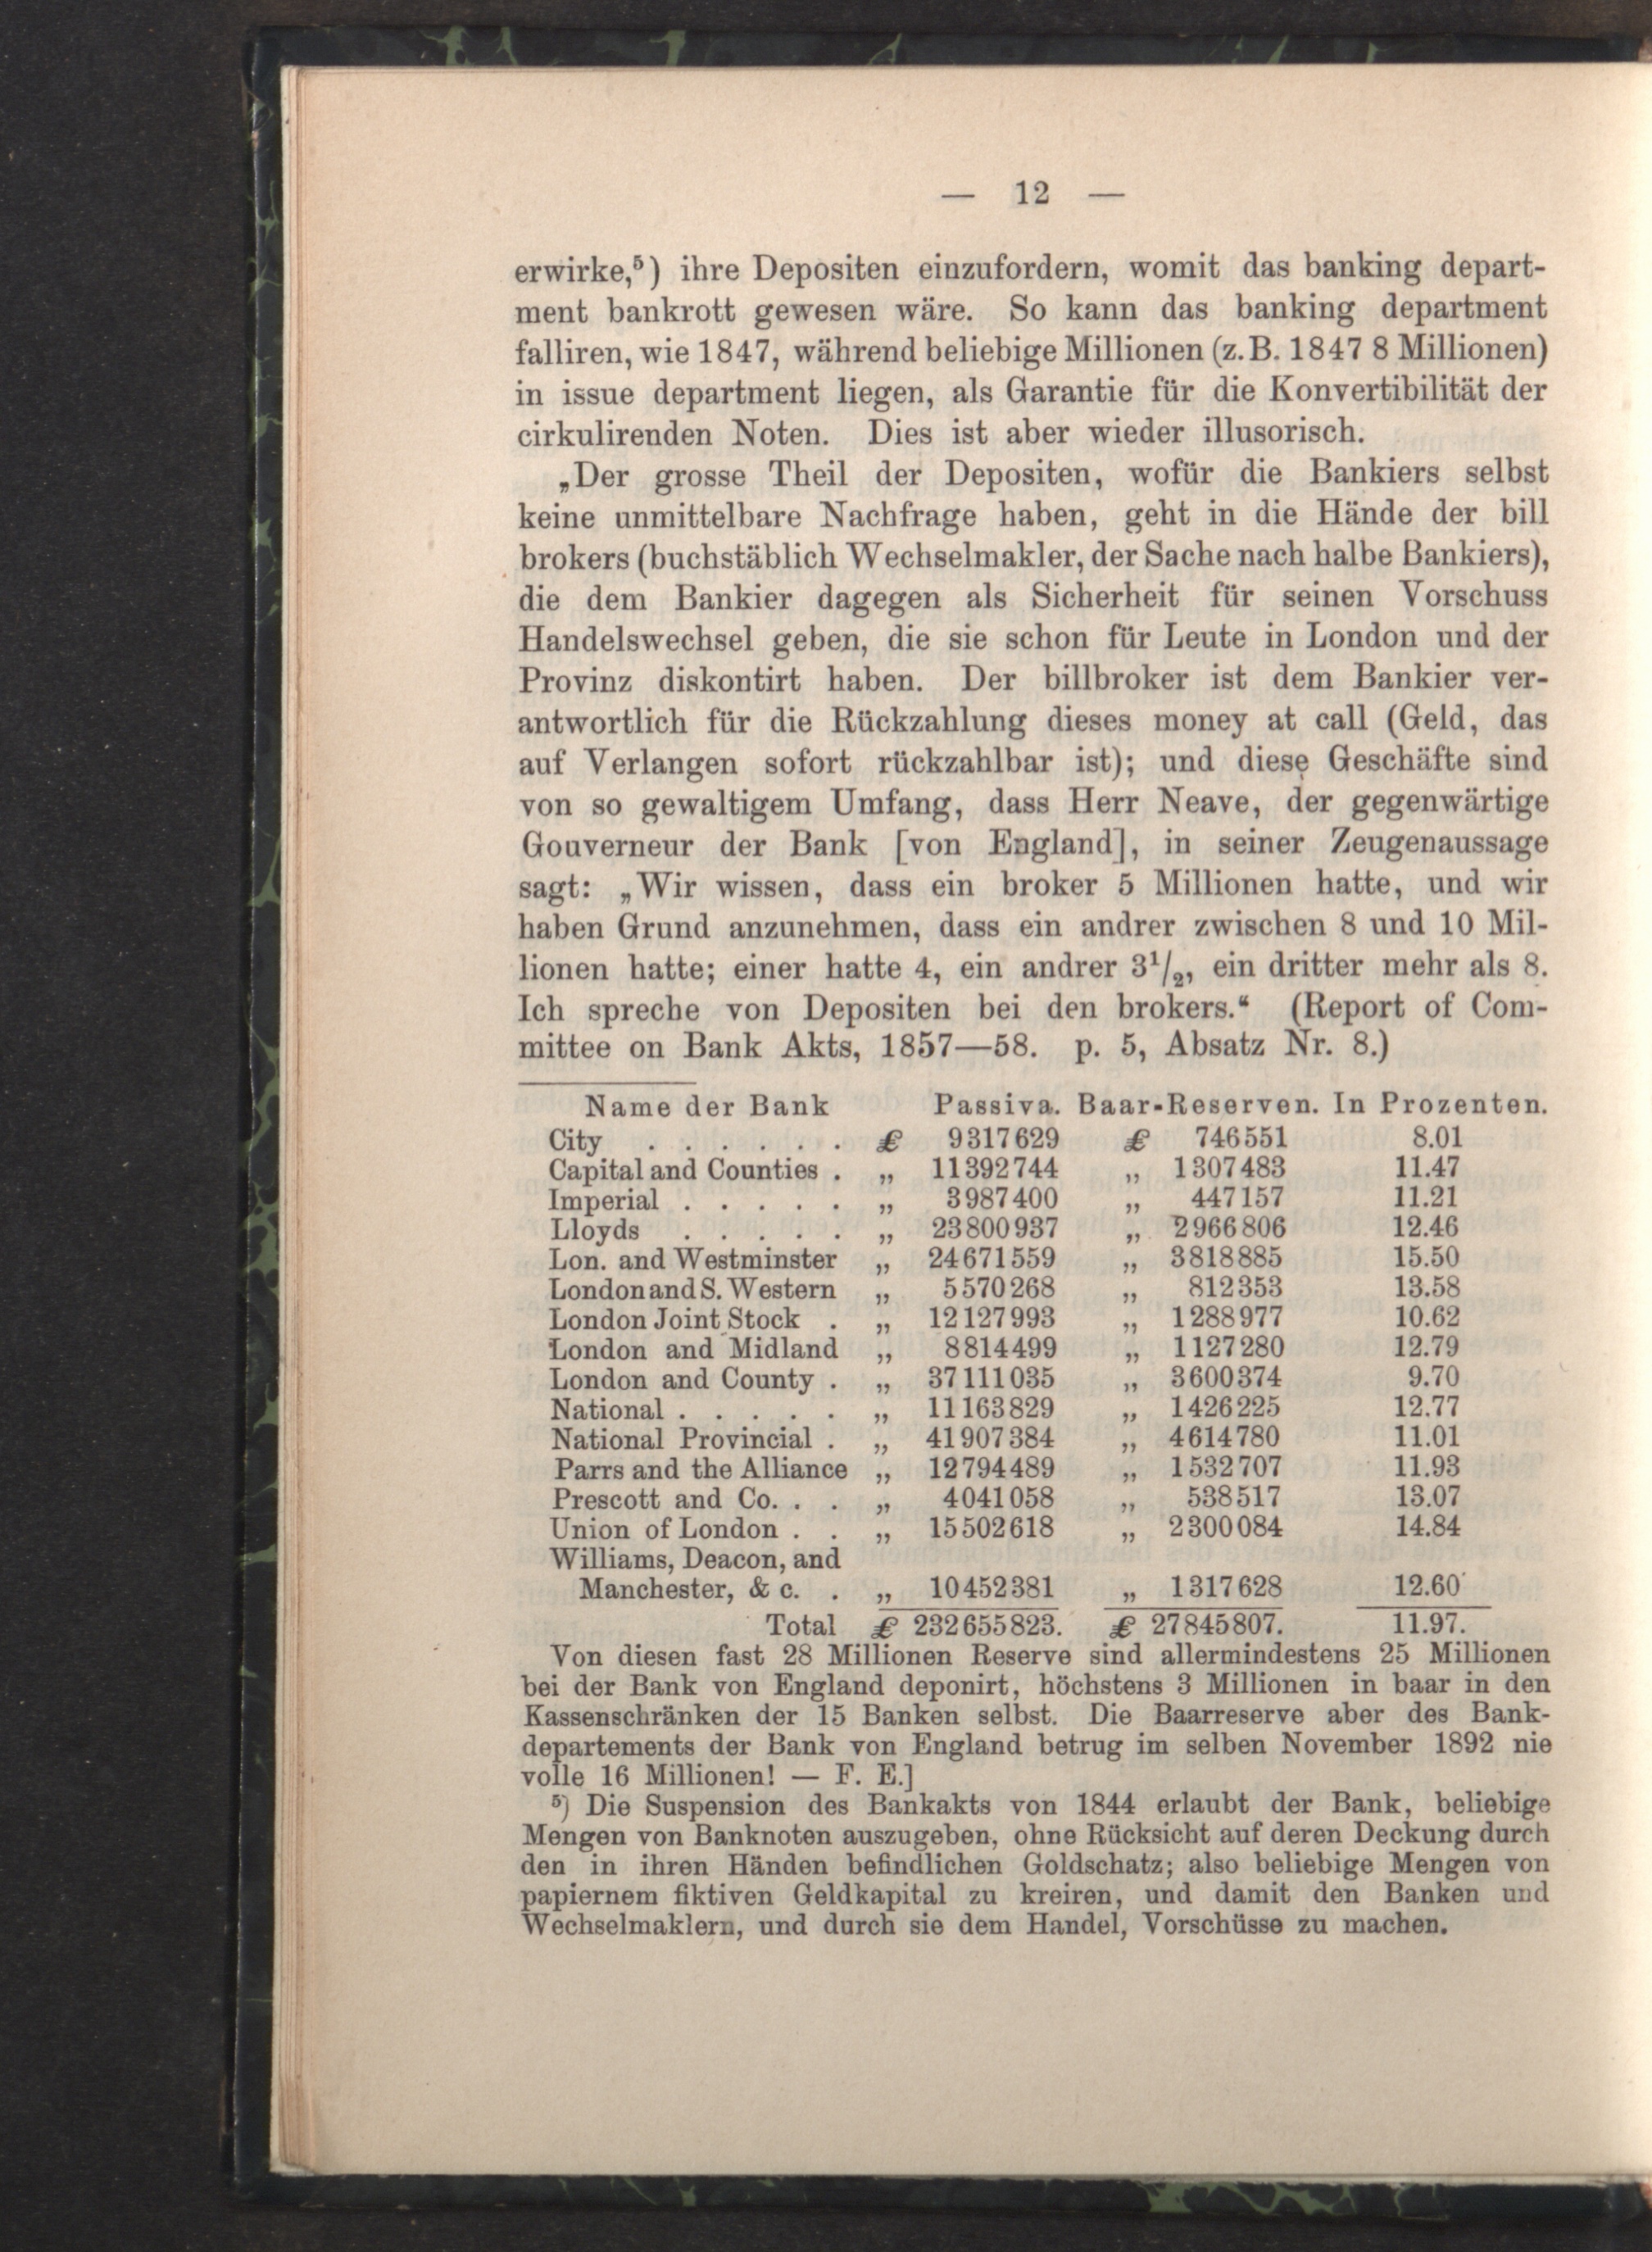 — 12 —
erwirke,⁵) ihre Depositen einzufordern, womit das banking depart-
ment bankrott gewesen wäre. So kann das banking department
falliren, wie 1847, während beliebige Millionen (z. B. 1847 8 Millionen)
in issue department liegen, als Garantie für die Konvertibilität der
cirkulirenden Noten. Dies ist aber wieder illusorisch.
„Der grosse Theil der Depositen, wofür die Bankiers selbst
keine unmittelbare Nachfrage haben, geht in die Hände der bill
brokers (buchstäblich Wechselmakler, der Sache nach halbe Bankiers),
die dem Bankier dagegen als Sicherheit für seinen Vorschuss
Handelswechsel geben, die sie schon für Leute in London und der
Provinz diskontirt haben. Der billbroker ist dem Bankier ver-
antwortlich für die Rückzahlung dieses money at call (Geld, das
auf Verlangen sofort rückzahlbar ist); und diese Geschäfte sind
von so gewaltigem Umfang, dass Herr Neave, der gegenwärtige
Gouverneur der Bank [von England], in seiner Zeugenaussage
sagt: „Wir wissen, dass ein broker 5 Millionen hatte, und wir
haben Grund anzunehmen, dass ein andrer zwischen 8 und 10 Mil-
lionen hatte; einer hatte 4, ein andrer 3¹/₂, ein dritter mehr als 8.
Ich spreche von Depositen bei den brokers.“ (Report of Com-
mittee on Bank Akts, 1857—58. p. 5, Absatz Nr. 8.)
Name der Bank Passiva. Baar-Reserven. In Prozenten.
City . . . . . . £ 9317629 £ 746551 8.01
Capital and Counties . „ 11392744 „ 1307483 11.47
Imperial . . . . . „ 3987400 „ 447157 11.21
Lloyds . . . . . „ 23800937 „ 2966806 12.46
Lon. and Westminster „ 24671559 „ 3818885 15.50
London and S. Western „ 5570268 „ 812353 13.58
London Joint Stock . „ 12127993 „ 1288977 10.62
London and Midland „ 8814499 „ 1127280 12.79
London and County . „ 37111035 „ 3600374 9.70
National . . . . . „ 11163829 „ 1426225 12.77
National Provincial . „ 41907384 „ 4614780 11.01
Parrs and the Alliance „ 12794489 „ 1532707 11.93
Prescott and Co. . . „ 4041058 „ 538517 13.07
Union of London . . „ 15502618 „ 2300084 14.84
Williams, Deacon, and
Manchester, & c. . „ 10452381 „ 1317628 12.60
Total £ 232655823. £ 27845807. 11.97.
Von diesen fast 28 Millionen Reserve sind allermindestens 25 Millionen
bei der Bank von England deponirt, höchstens 3 Millionen in baar in den
Kassenschränken der 15 Banken selbst. Die Baarreserve aber des Bank-
departements der Bank von England betrug im selben November 1892 nie
volle 16 Millionen! — F. E.]
⁵) Die Suspension des Bankakts von 1844 erlaubt der Bank, beliebige
Mengen von Banknoten auszugeben, ohne Rücksicht auf deren Deckung durch
den in ihren Händen befindlichen Goldschatz; also beliebige Mengen von
papiernem fiktiven Geldkapital zu kreiren, und damit den Banken und
Wechselmaklern, und durch sie dem Handel, Vorschüsse zu machen.